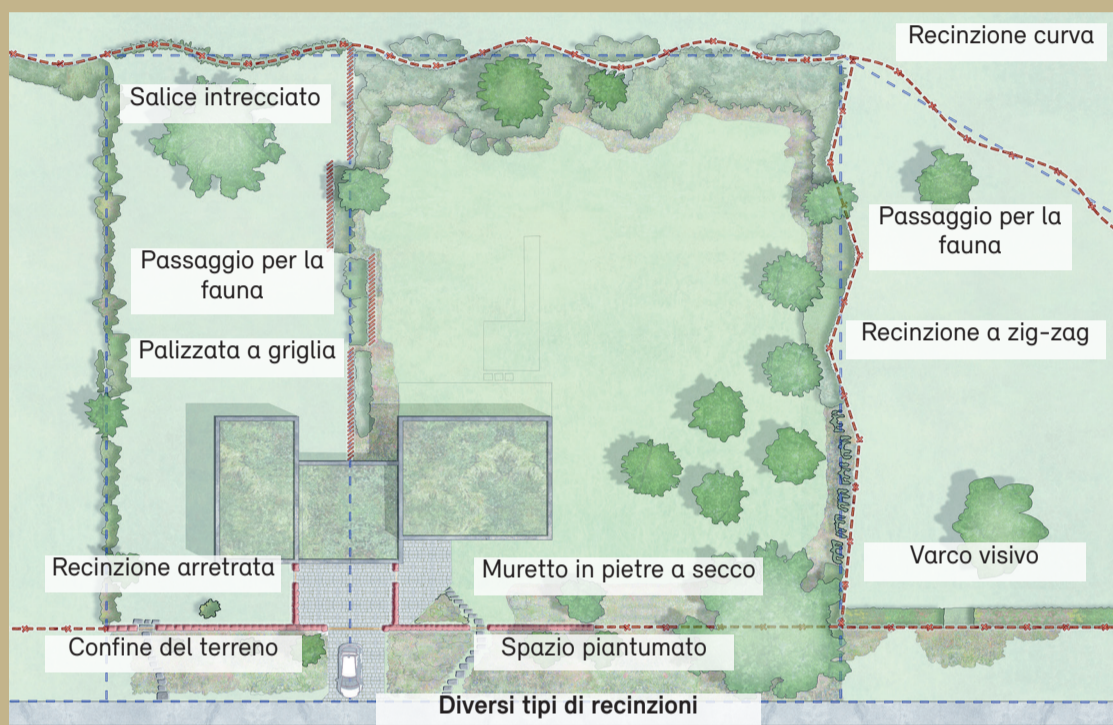 Recinzione curva
Salice intrecciato
Passaggio per la
fauna
Passaggio per la
fauna
Recinzione a zig-zag
Palizzata a griglia
Varco visivo
Recinzione arretrata
Muretto in pietre a secco
Confine del terreno
Spazio piantumato
Diversi tipi di recinzioni